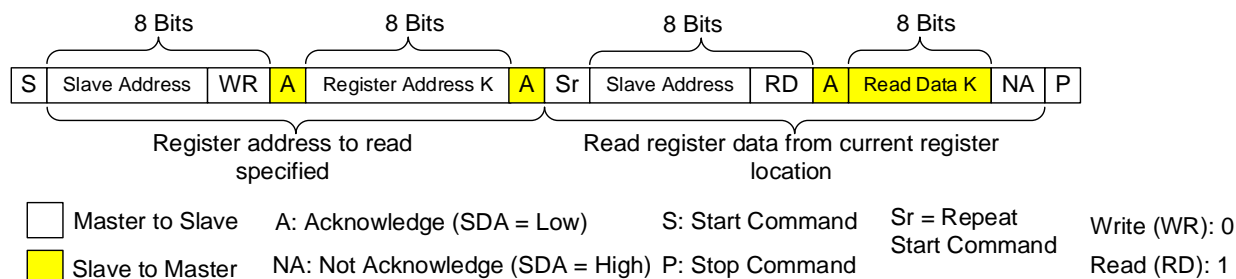 8 Bits 8 Bits 8 Bits 8 Bits
S Slave Address WR A Register Address K A Sr Slave Address RD A Read Data K NA P
Register address to read
specified
Read register data from current register
location
Master to Slave A: Acknowledge (SDA = Low) S: Start Command Sr = Repeat
Start Command Write (WR): 0
Slave to Master NA: Not Acknowledge (SDA = High) P: Stop Command Read (RD): 1